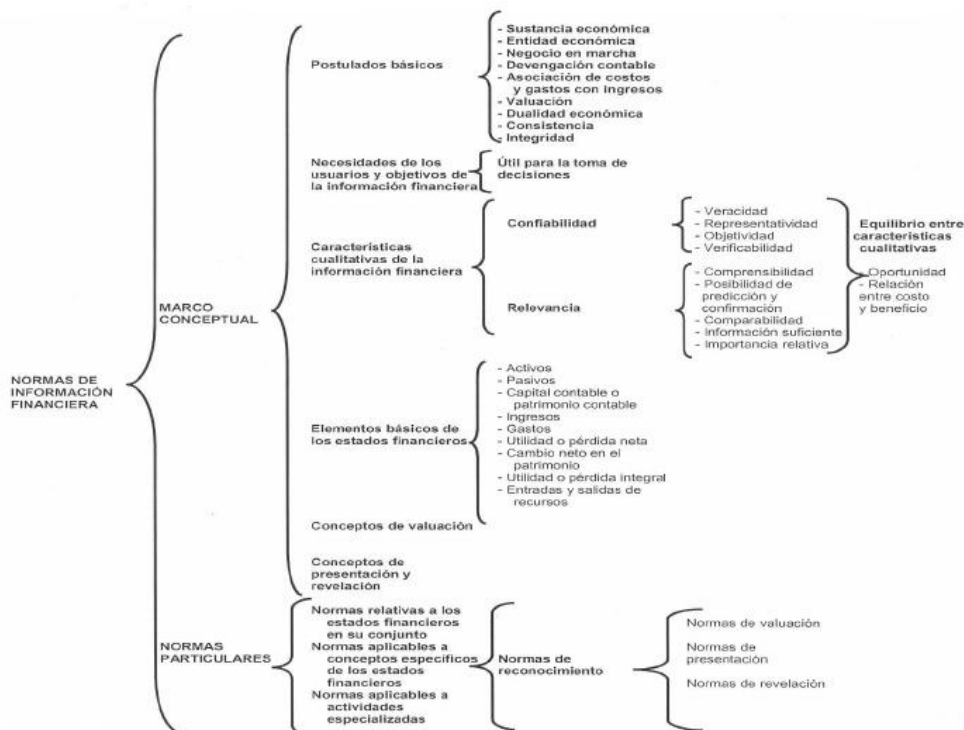 NORMAS DE
INFORMACIÓN
FINANCIERA
MARCO
CONCEPTUAL
Postulados básicos
- Sustancia económica
- Entidad económica
- Negocio en marcha
- Devengación contable
- Asociación de costos
y gastos con ingresos
- Valuación
- Dualidad económica
- Consistencia
- Integridad
Necesidades de los
usuarios y objetivos de
la información financiera
Útil para la toma de
decisiones
Características
cualitativas de la
información financiera
Confiabilidad
- Veracidad
- Representatividad
- Objetividad
- Verificabilidad
Relevancia
- Comprensibilidad
- Posibilidad de
predicción y
confirmación
- Comparabilidad
- Información suficiente
- Importancia relativa
Equilibrio entre
características
cualitativas
- Oportunidad
- Relación
entre costo
y beneficio
Elementos básicos de
los estados financieros
- Activos
- Pasivos
- Capital contable o
patrimonio contable
- Ingresos
- Gastos
- Utilidad o pérdida neta
- Cambio neto en el
patrimonio
- Utilidad o pérdida integral
- Entradas y salidas de
recursos
Conceptos de valuación
Conceptos de
presentación y
revelación
NORMAS
PARTICULARES
Normas relativas a los
estados financieros
en su conjunto
Normas aplicables a
conceptos específicos
de los estados
financieros
Normas aplicables a
actividades
especializadas
Normas de
reconocimiento
Normas de valuación
Normas de
presentación
Normas de revelación